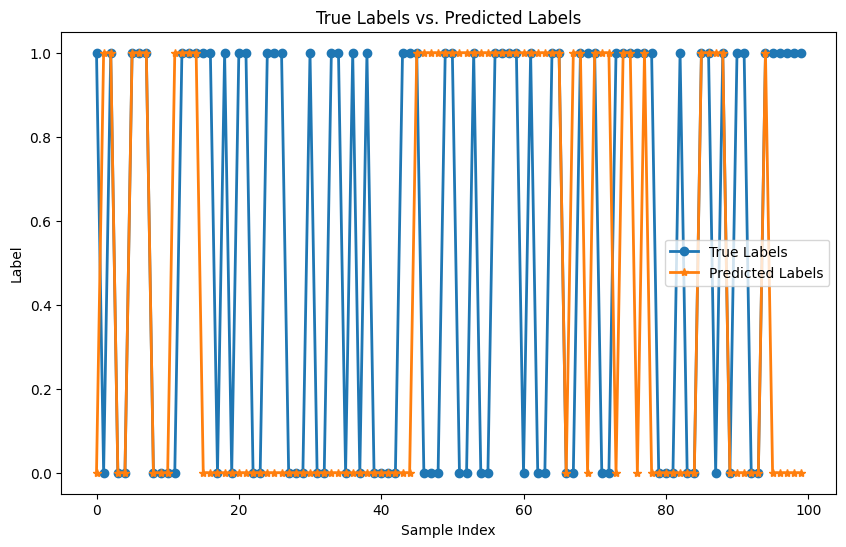 True Labels vs. Predicted Labels
1.0
0.8
0.6
0.4
0.2
0.0
Label
True Labels
Predicted Labels
0
20
40
60
80
100
Sample Index